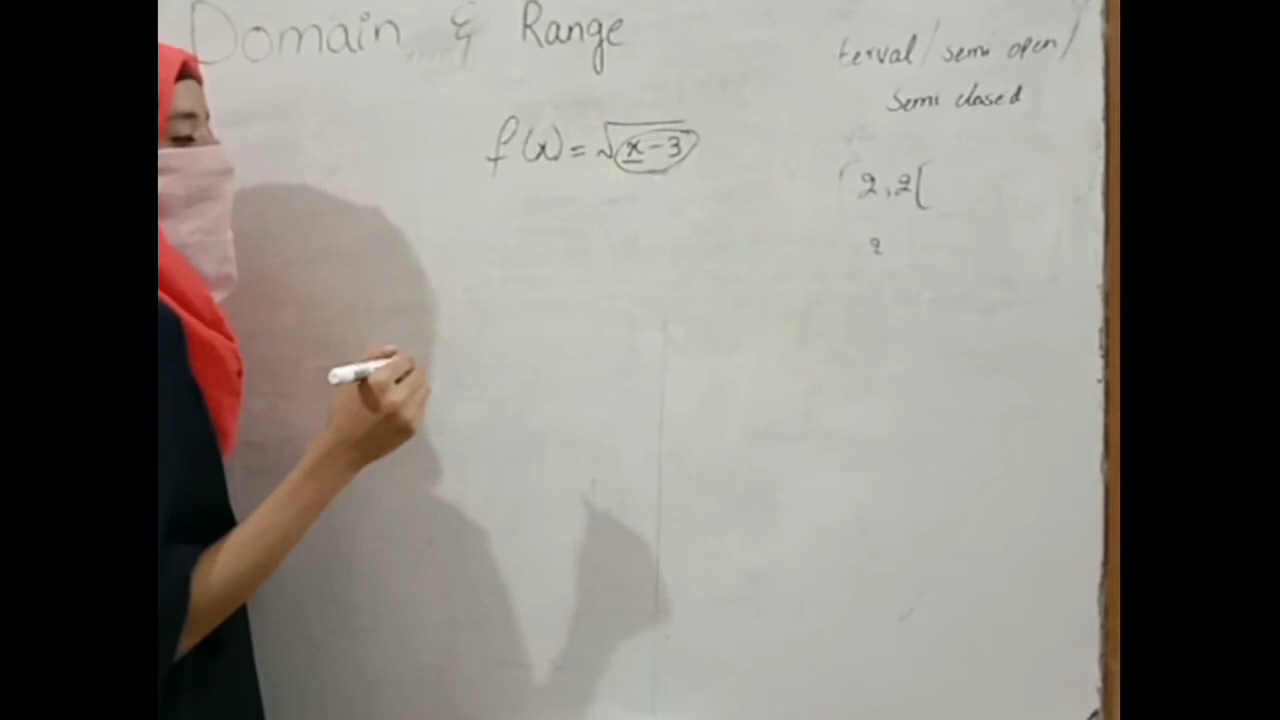 Domain & Range
terval / semi open /
Semi closed
f(x) = √x-3
[2,2[
2